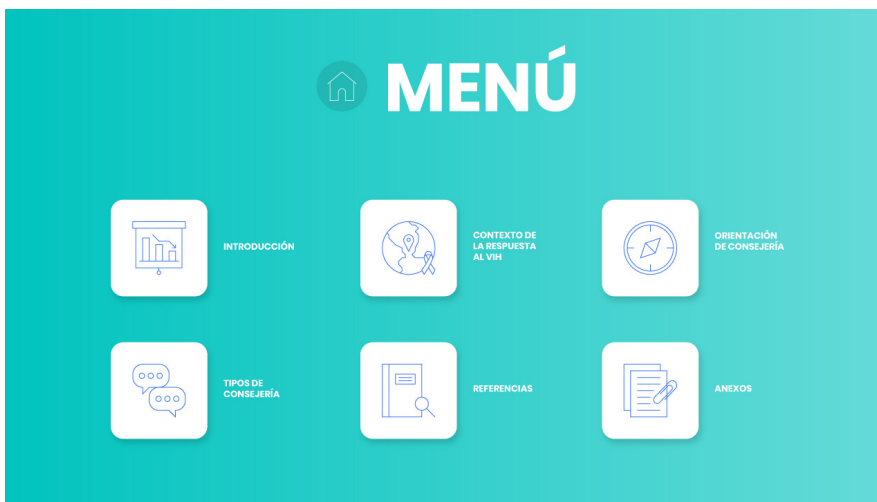 MENÚ
INTRODUCCIÓN
CONTEXTO DE
LA RESPUESTA
AL VIH
ORIENTACIÓN
DE CONSEJERÍA
TIPOS DE
CONSEJERÍA
REFERENCIAS
ANEXOS